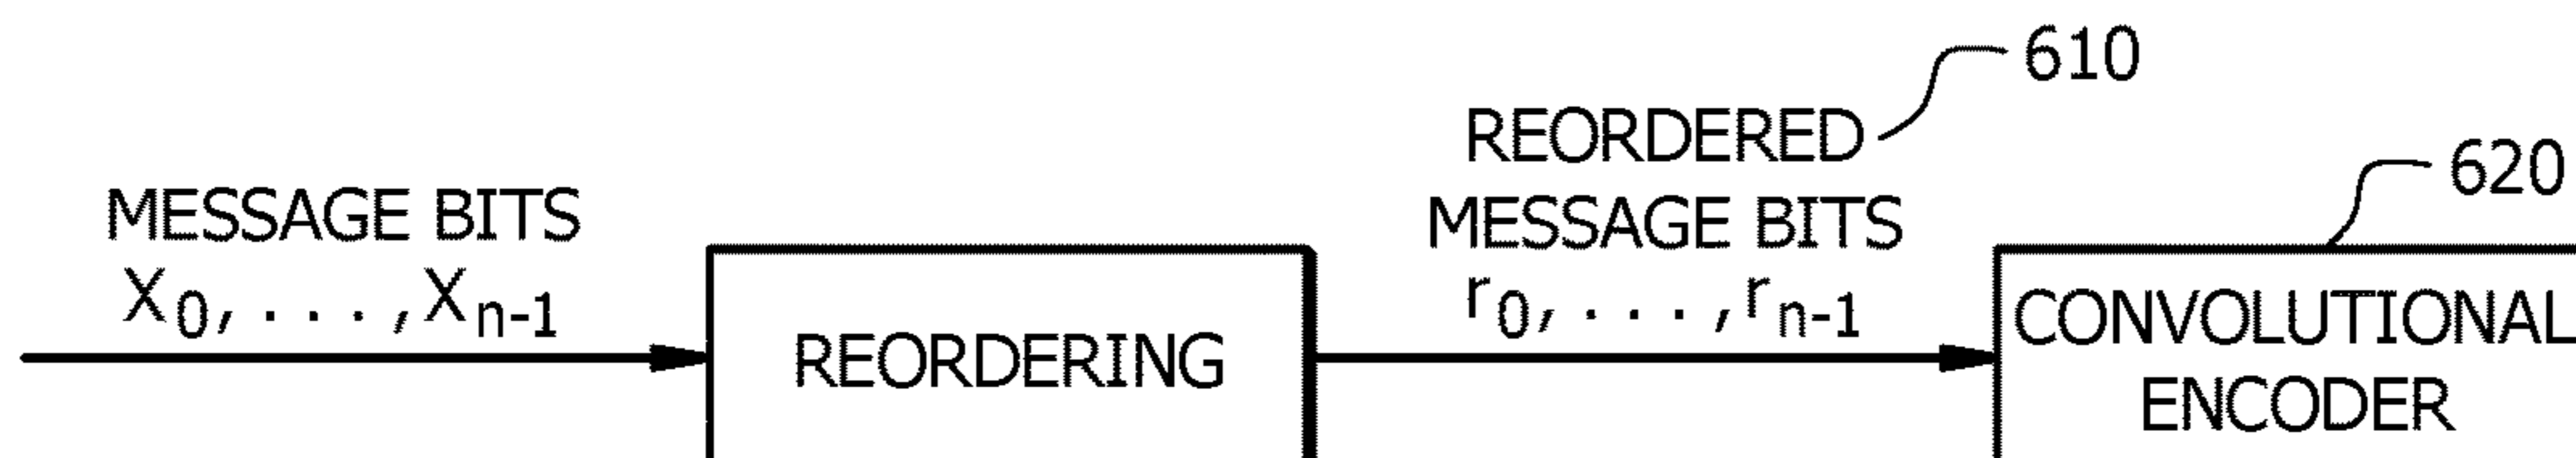 MESSAGE BITS
X0, . . . ,Xn-1
REORDERING
REORDERED
MESSAGE BITS
r0, . . . ,rn-1
610
620
CONVOLUTIONAL
ENCODER